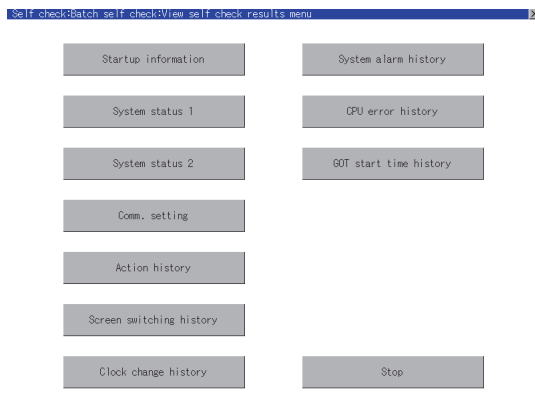 Self check:Batch self check:View self check results menu
Startup information
System alarm history
System status 1
CPU error history
System status 2
GOT start time history
Comm. setting
Action history
Screen switching history
Clock change history
Stop